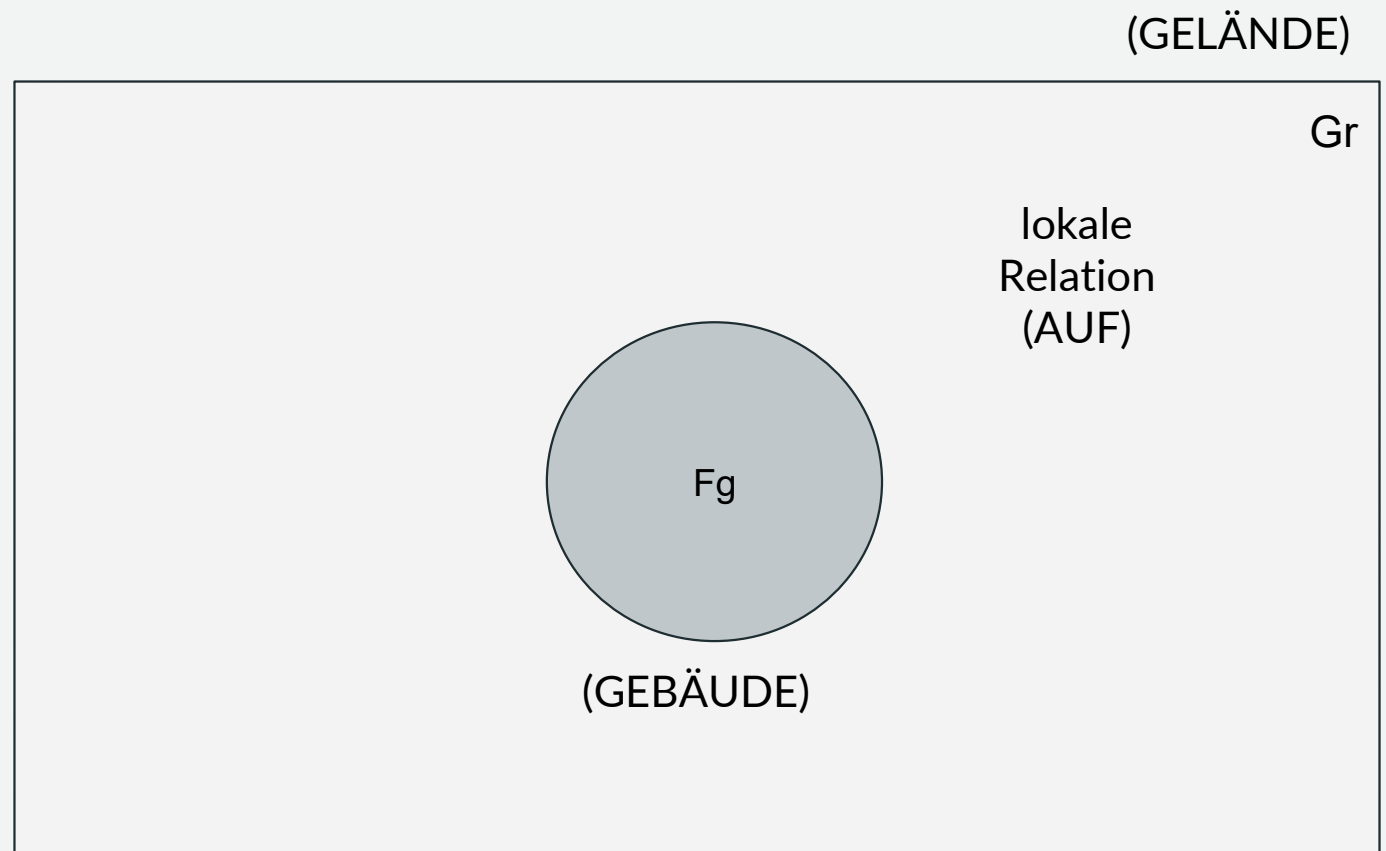 (GELÄNDE)
Gr
lokale
Relation
(AUF)
Fg
(GEBÄUDE)